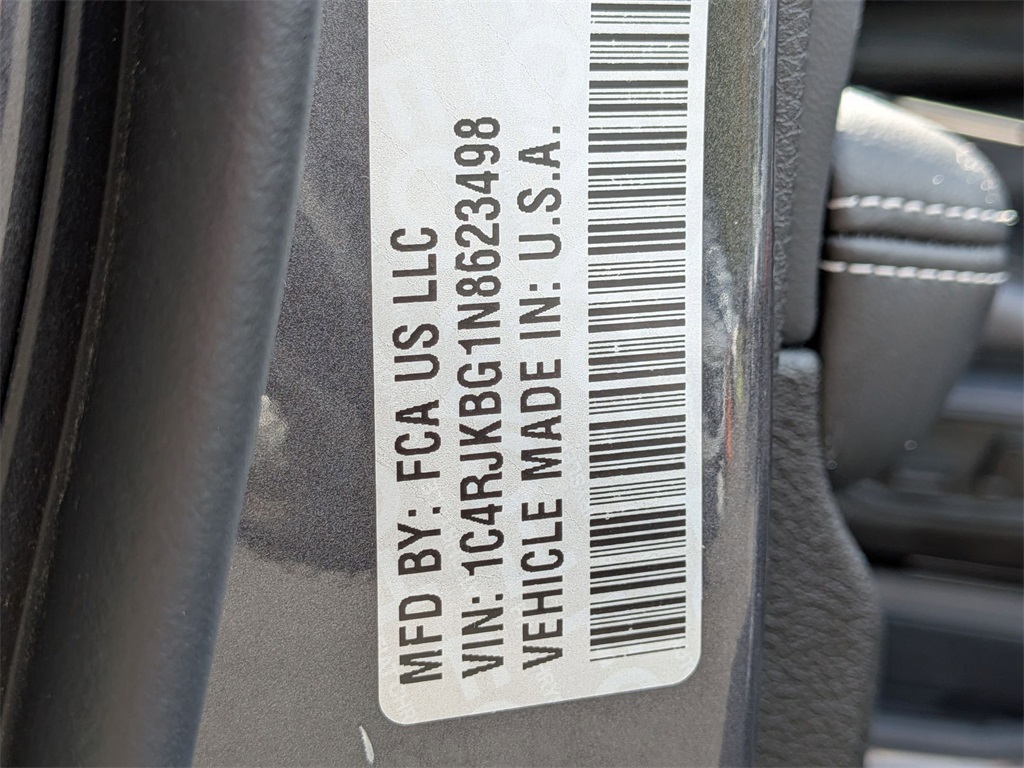 MFD BY: FCA US LLC
VIN: 1C4RJKBG1N8623498
VEHICLE MADE IN: U.S.A.